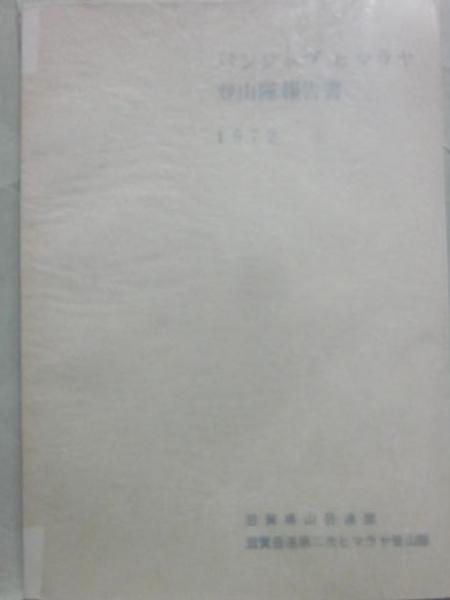 パンジャブ ヒマラヤ
登山隊報告書
1972
滋賀県山岳連盟
滋賀岳連第二次ヒマラヤ登山隊